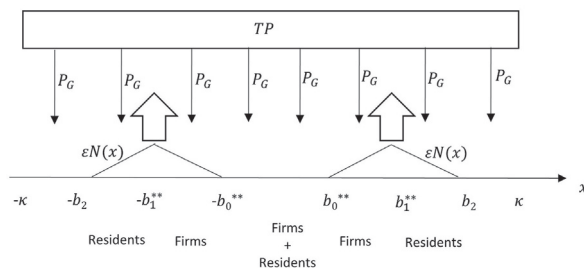 TP
P_G P_G P_G P_G P_G P_G P_G P_G
εN(x) εN(x)
-κ -b_2 -b_1^{**} -b_0^{**} b_0^{**} b_1^{**} b_2 κ x
Residents Firms Firms + Residents Firms Residents